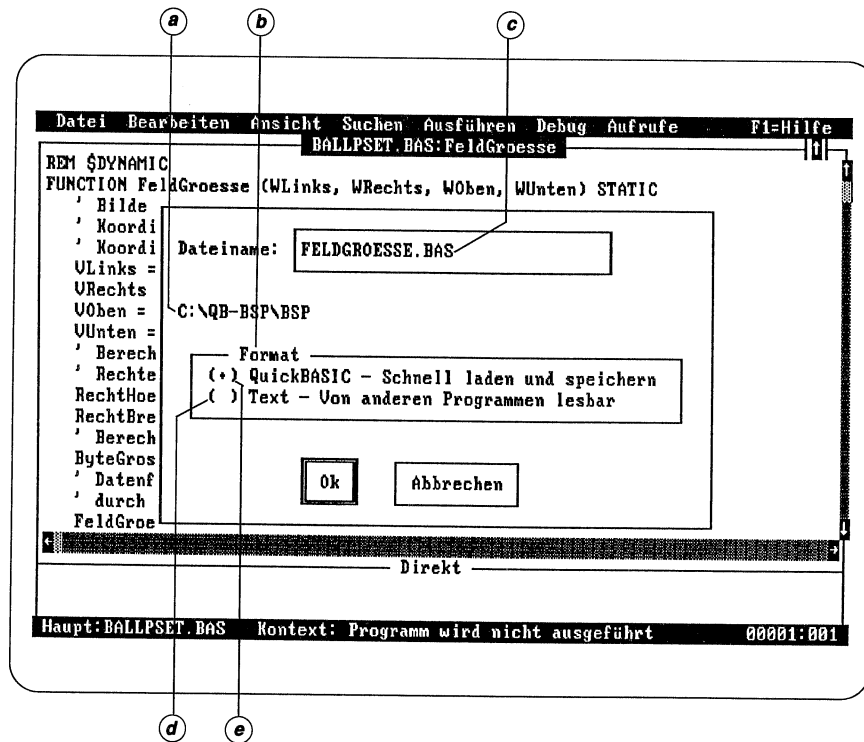 a b c
Datei Bearbeiten Ansicht Suchen Ausführen Debug Aufrufe F1=Hilfe
BALLPSET.BAS:FeldGroesse
REM $DYNAMIC
FUNCTION FeldGroesse (WLinks, WRechts, WOben, WUnten) STATIC
' Bilde
' Koordi
' Koordi
Dateiname: FELDGROESSE.BAS
VLinks =
VRechts
VOben =
C:\QB-BSP\BSP
VUnten =
' Berech
Format
' Rechte
(•) QuickBASIC – Schnell laden und speichern
RechtHoe
( ) Text – Von anderen Programmen lesbar
RechtBre
' Berech
ByteGros
Ok Abbrechen
' Datenf
' durch
FeldGroe
Direkt
Haupt:BALLPSET.BAS Kontext: Programm wird nicht ausgeführt 00001:001
d e